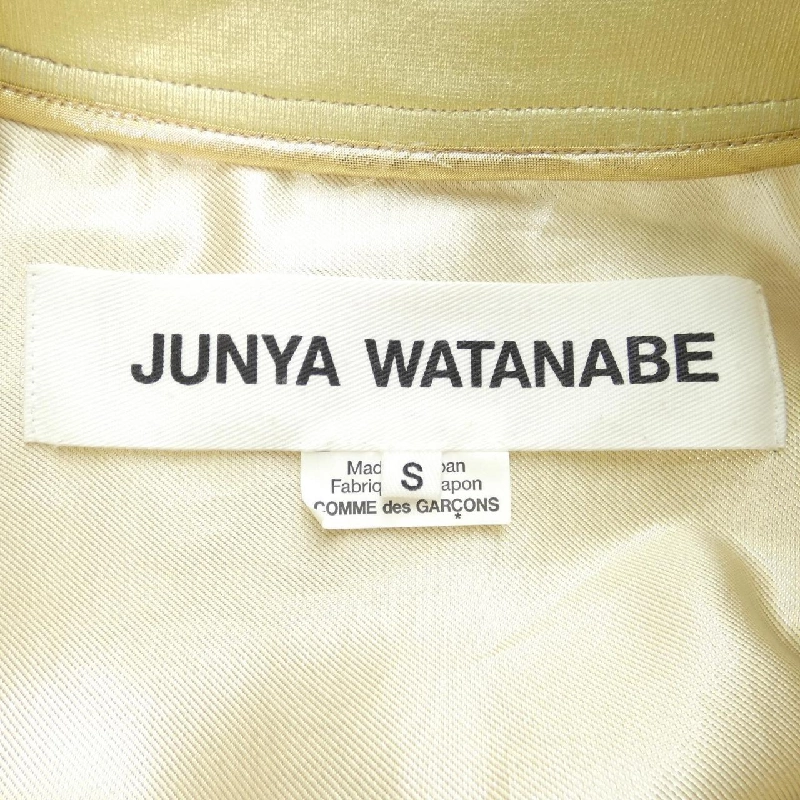 JUNYA WATANABE
S
Mad pan
Fabriq apon
COMME des GARÇONS
*